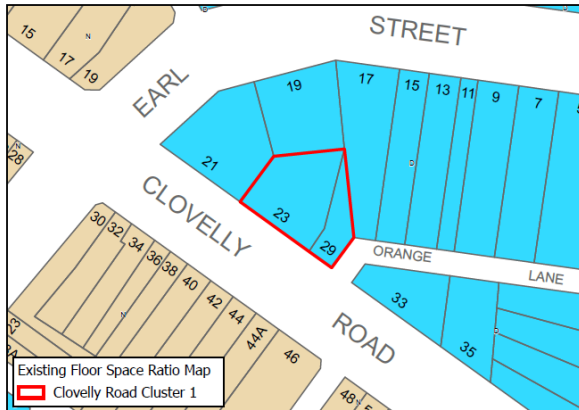 STREET
EARL
15
17
19
N
19
17
15
13
11
9
7
D
N
28
21
23
29
CLOVELLY
ORANGE
LANE
30
32
34
36
38
40
42
44
44A
46
N
33
35
D
ROAD
23
48
Existing Floor Space Ratio Map
Clovelly Road Cluster 1